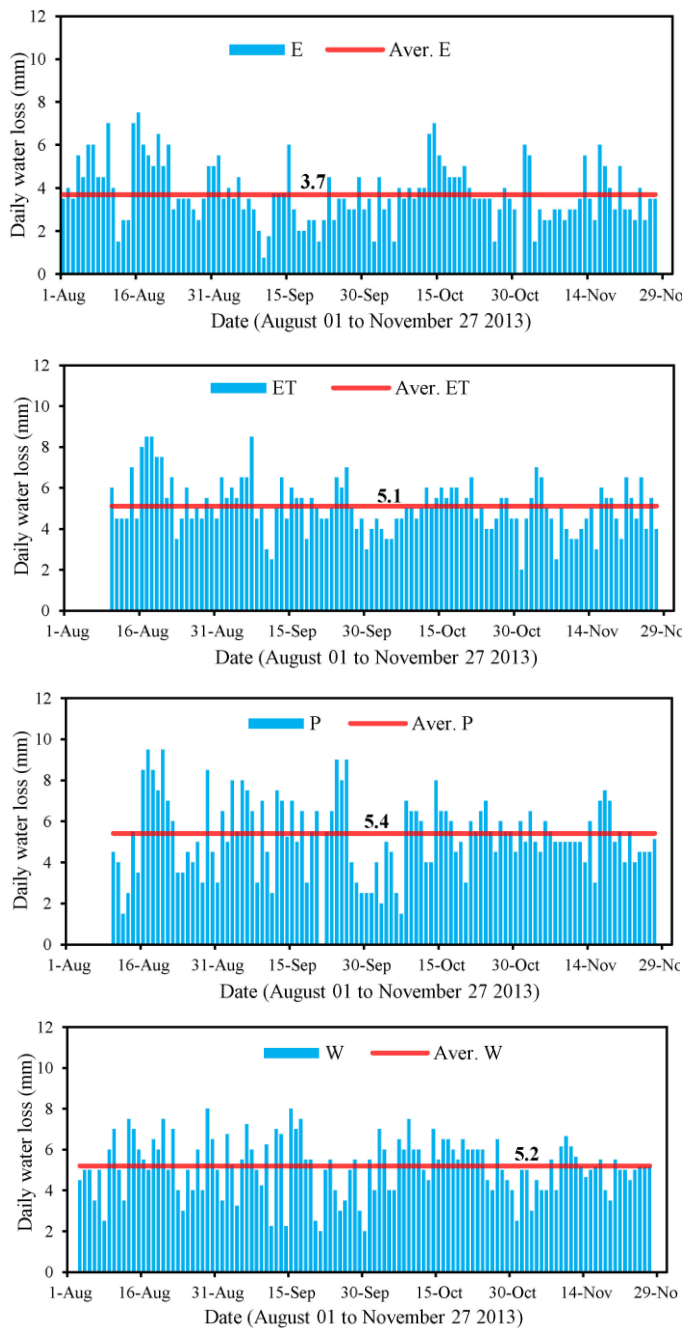 12
E Aver. E
10
8
6
4
2
0
3.7
Daily water loss (mm)
1-Aug 16-Aug 31-Aug 15-Sep 30-Sep 15-Oct 30-Oct 14-Nov 29-No
Date (August 01 to November 27 2013)
12
ET Aver. ET
10
8
6
4
2
0
5.1
Daily water loss (mm)
1-Aug 16-Aug 31-Aug 15-Sep 30-Sep 15-Oct 30-Oct 14-Nov 29-No
Date (August 01 to November 27 2013)
12
P Aver. P
10
8
6
4
2
0
5.4
Daily water loss (mm)
1-Aug 16-Aug 31-Aug 15-Sep 30-Sep 15-Oct 30-Oct 14-Nov 29-No
Date (August 01 to November 27 2013)
12
W Aver. W
10
8
6
4
2
0
5.2
Daily water loss (mm)
1-Aug 16-Aug 31-Aug 15-Sep 30-Sep 15-Oct 30-Oct 14-Nov 29-No
Date (August 01 to November 27 2013)